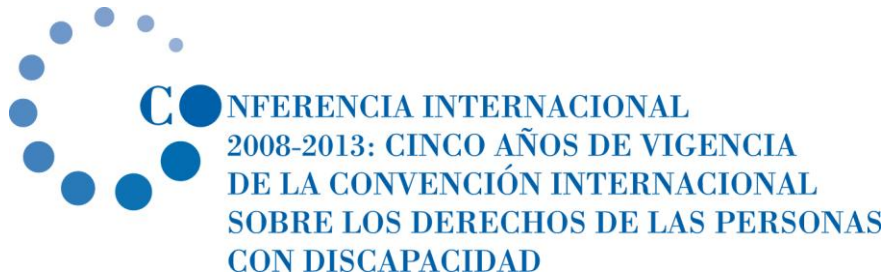 CONFERENCIA INTERNACIONAL
2008-2013: CINCO AÑOS DE VIGENCIA
DE LA CONVENCIÓN INTERNACIONAL
SOBRE LOS DERECHOS DE LAS PERSONAS
CON DISCAPACIDAD